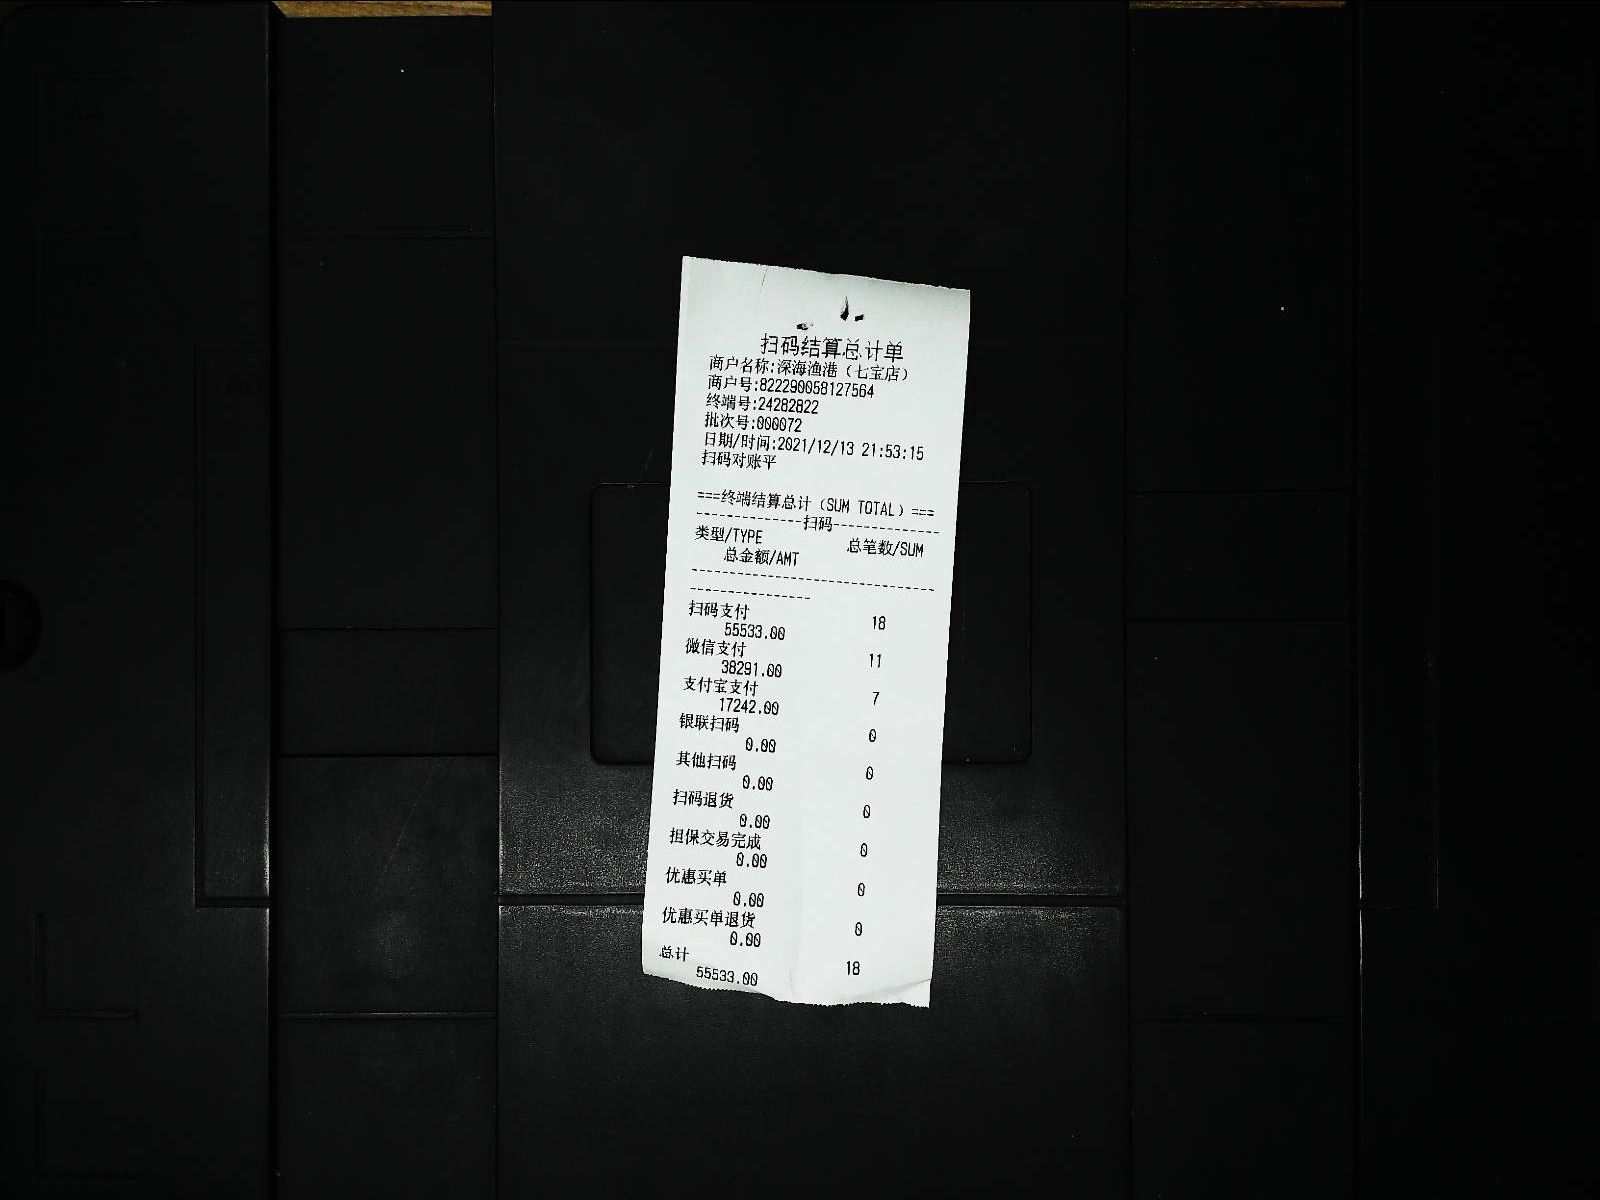 扫码结算总计单
商户名称:深海渔港（七宝店）
商户号:822290058127564
终端号:24282822
批次号:000072
日期/时间:2021/12/13 21:53:15
扫码对账平
===终端结算总计（SUM TOTAL）===
--------------扫码--------------
类型/TYPE 总笔数/SUM
总金额/AMT
--------------------------------
----------------
扫码支付 18
55533.00
微信支付 11
38291.00
支付宝支付 7
17242.00
银联扫码 0
0.00
其他扫码 0
0.00
扫码退货 0
0.00
担保交易完成 0
0.00
优惠买单 0
0.00
优惠买单退货 0
0.00
总计 18
55533.00